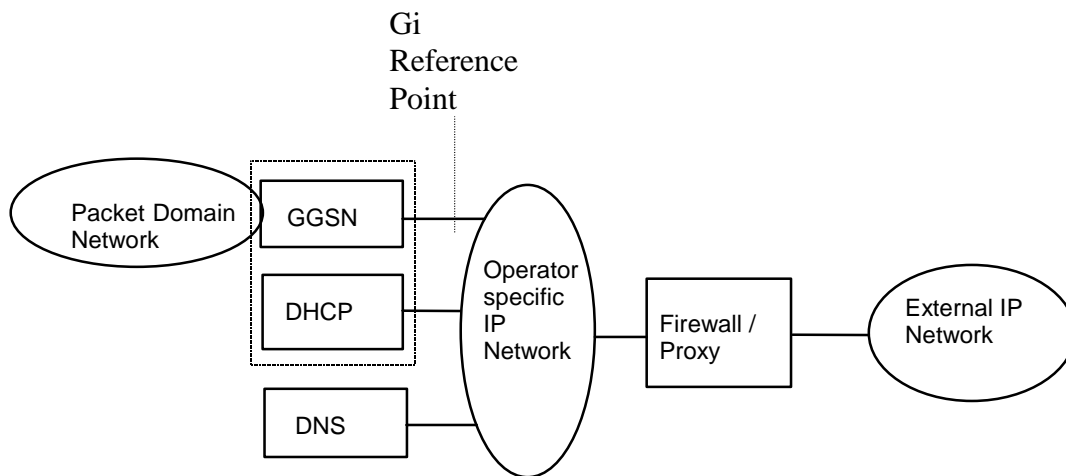 Gi
Reference
Point
Packet Domain
Network
GGSN
DHCP
DNS
Operator
specific
IP
Network
Firewall /
Proxy
External IP
Network